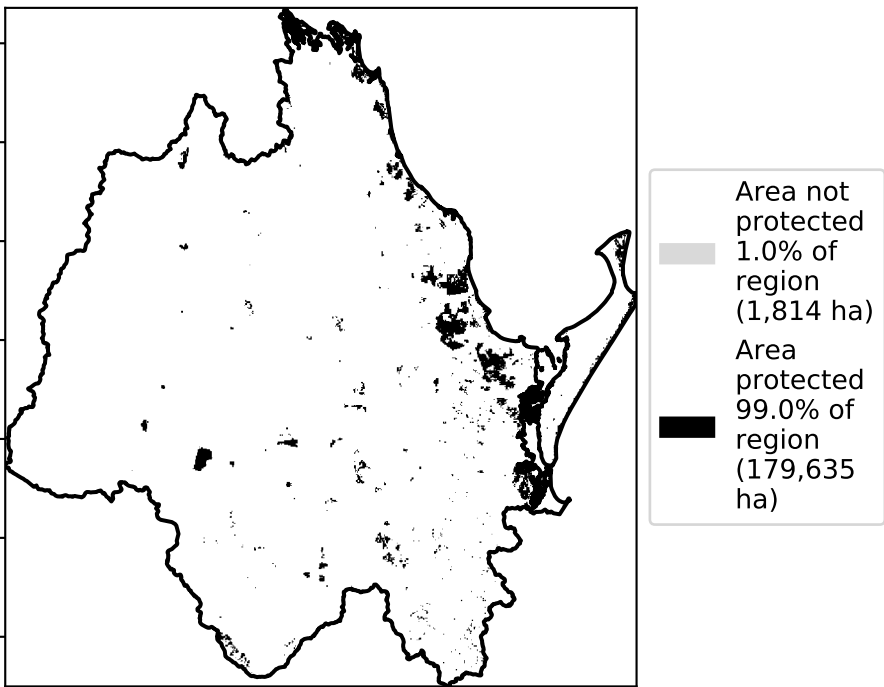 Area not
protected
1.0% of
region
(1,814 ha)
Area
protected
99.0% of
region
(179,635
ha)